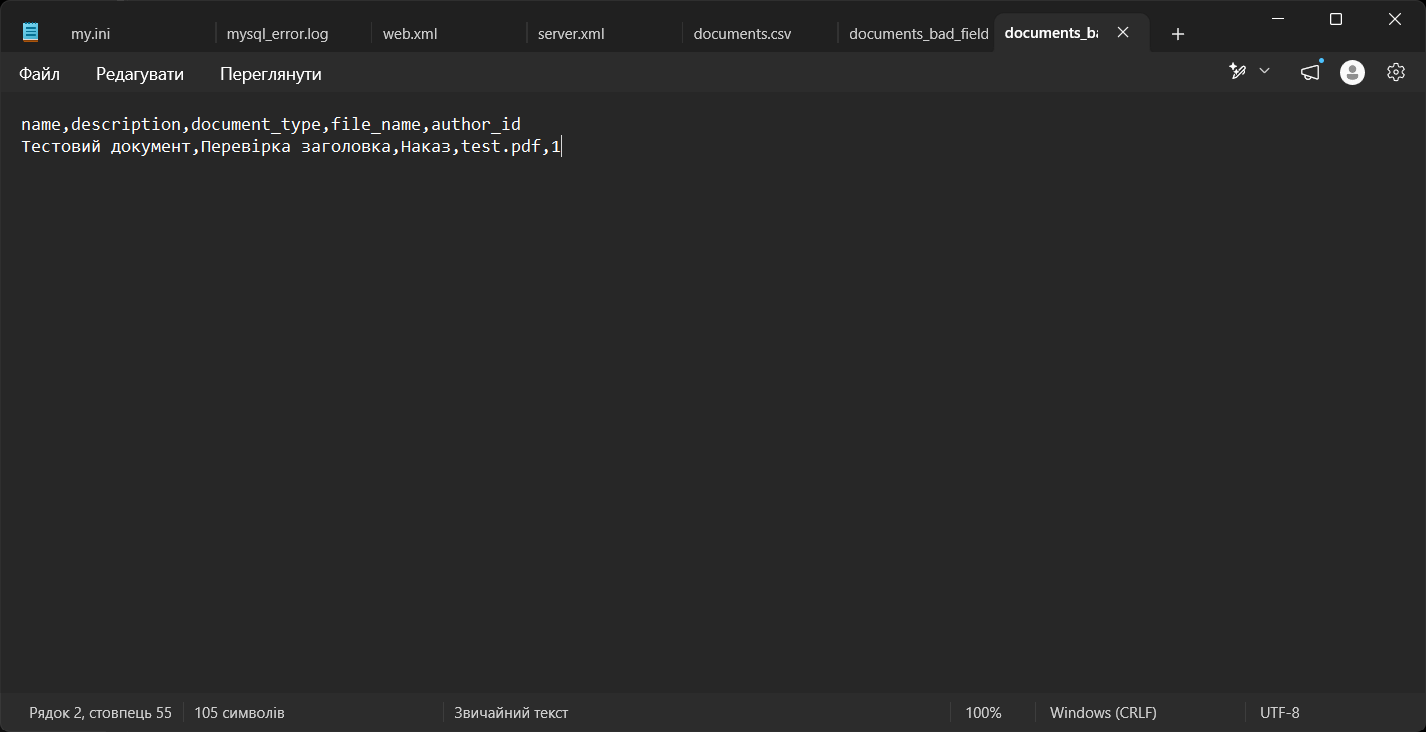 my.ini
mysql_error.log
web.xml
server.xml
documents.csv
documents_bad_field
documents_ba
Файл
Редагувати
Переглянути
name,description,document_type,file_name,author_id
Тестовий документ,Перевірка заголовка,Наказ,test.pdf,1
Рядок 2, стовпець 55
105 символів
Звичайний текст
100%
Windows (CRLF)
UTF-8